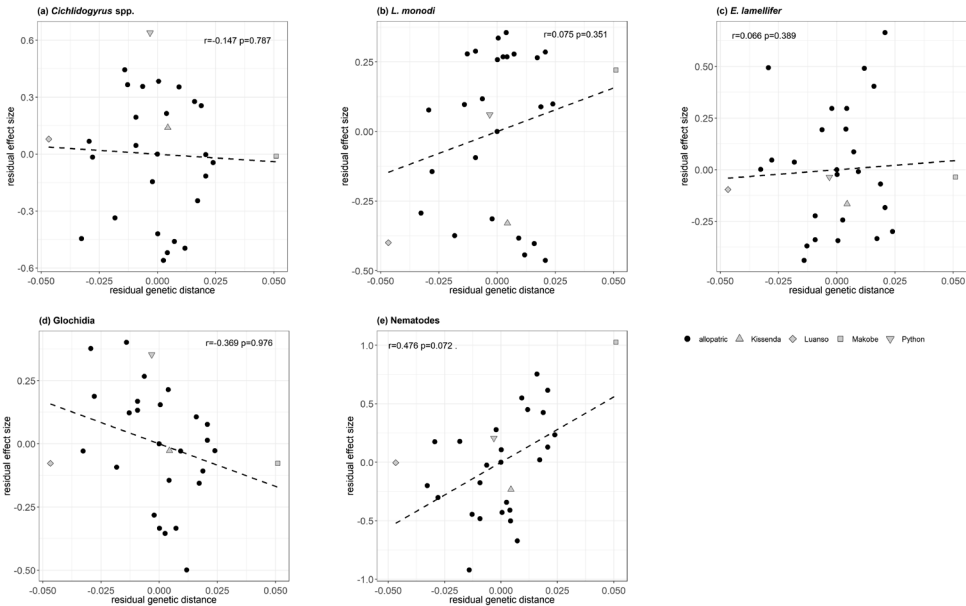 (a) Cichlidogyrus spp.
r=-0.147 p=0.787
0.6
0.3
0.0
-0.3
-0.6
residual effect size
-0.050 -0.025 0.000 0.025 0.050
residual genetic distance
(b) L. monodi
r=0.075 p=0.351
0.25
0.00
-0.25
-0.50
residual effect size
-0.050 -0.025 0.000 0.025 0.050
residual genetic distance
(c) E. lamellifer
r=0.066 p=0.389
0.50
0.25
0.00
-0.25
residual effect size
-0.050 -0.025 0.000 0.025 0.050
residual genetic distance
(d) Glochidia
r=-0.369 p=0.976
0.25
0.00
-0.25
-0.50
residual effect size
-0.050 -0.025 0.000 0.025 0.050
residual genetic distance
(e) Nematodes
r=0.476 p=0.072 .
1.0
0.5
0.0
-0.5
-1.0
residual effect size
-0.050 -0.025 0.000 0.025 0.050
residual genetic distance
allopatric Kissenda Luanso Makobe Python